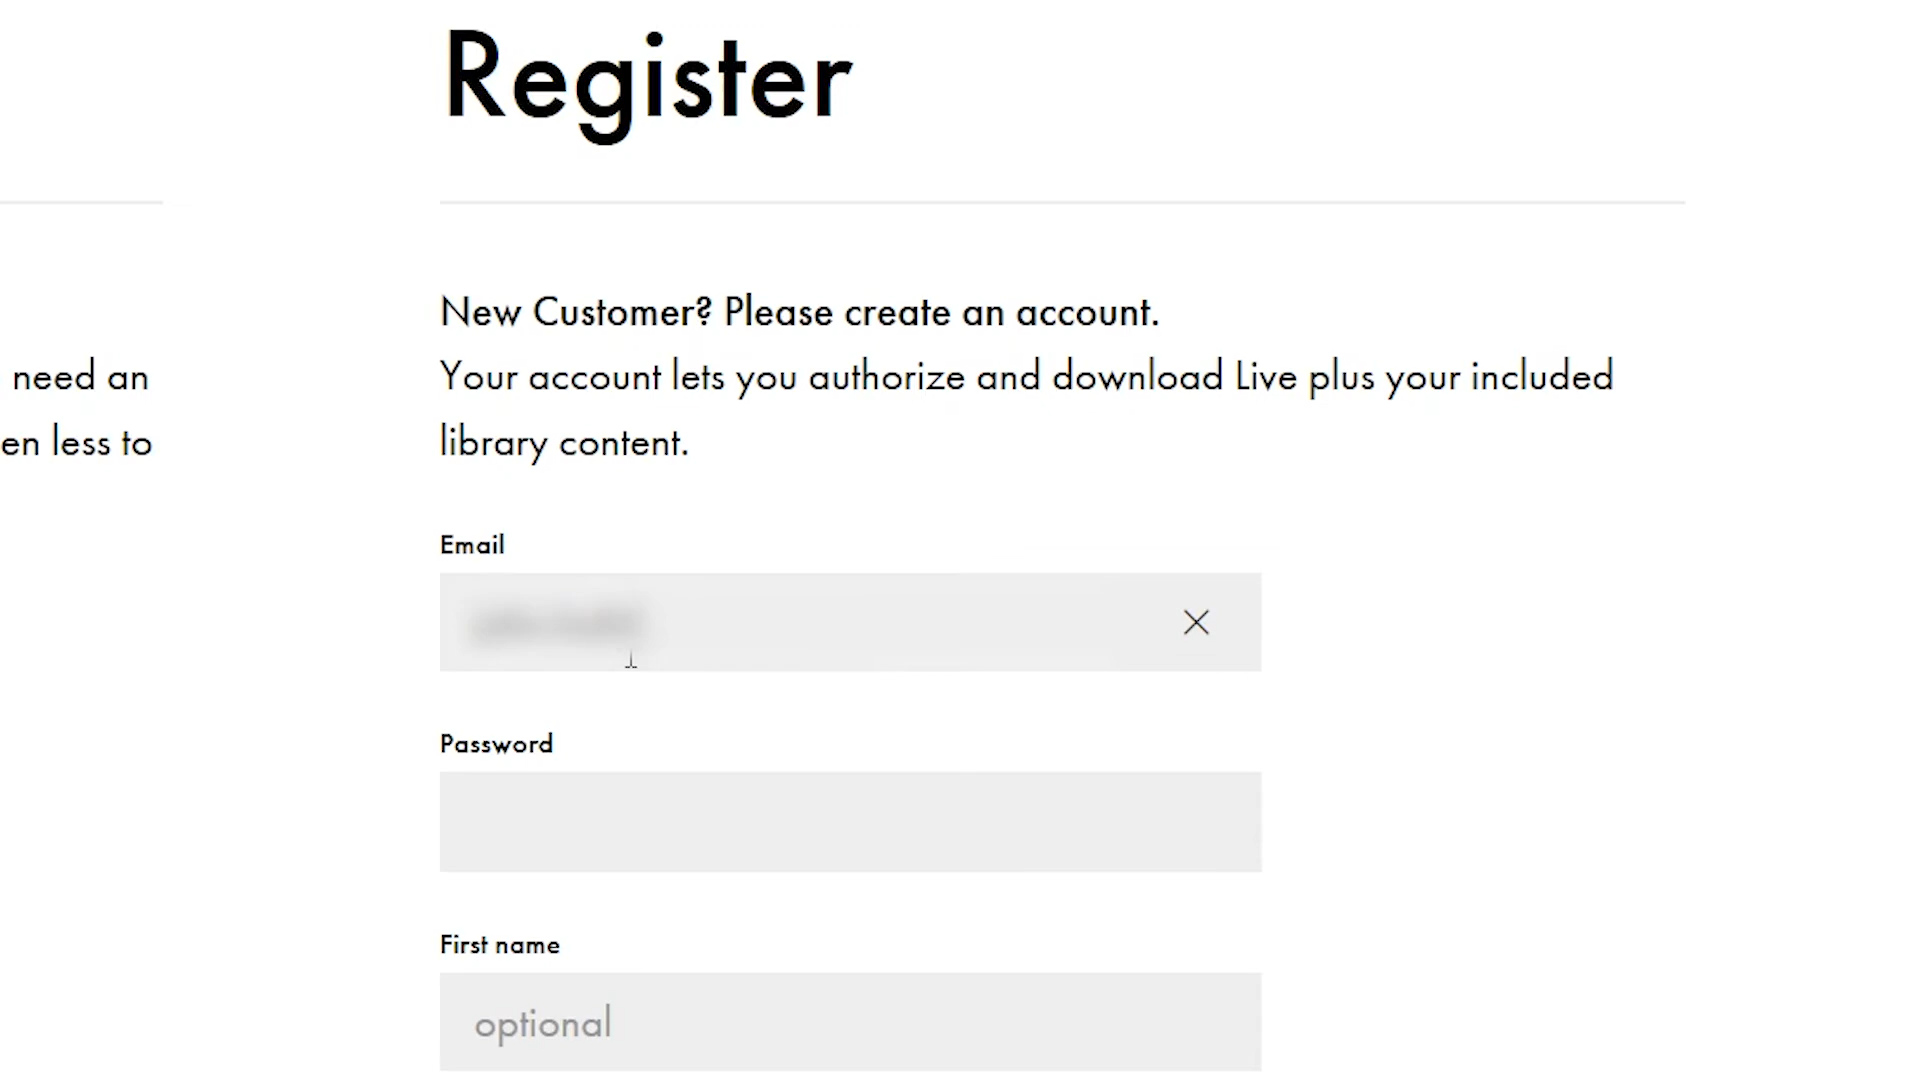 Register
need an
en less to
New Customer? Please create an account.
Your account lets you authorize and download Live plus your included
library content.
Email
Password
First name
optional